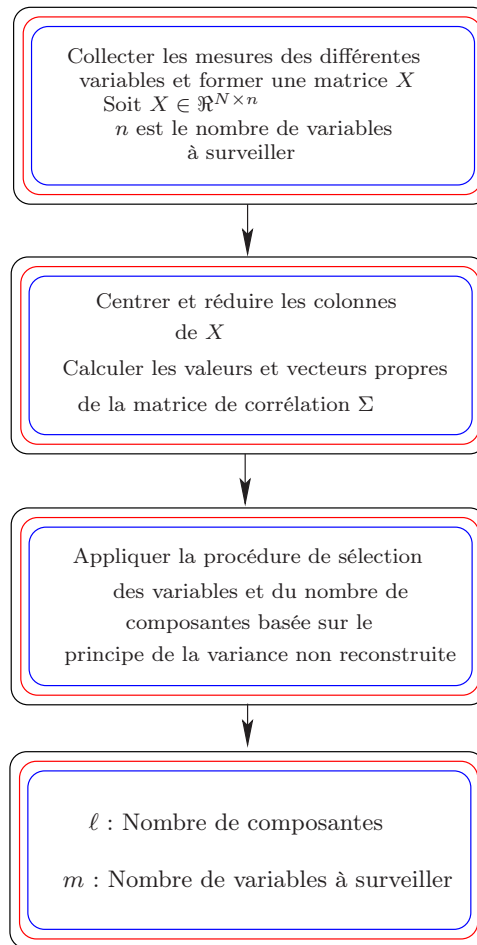 Collecter les mesures des différentes
variables et former une matrice X
Soit X ∈ ℜ^{N×n}
n est le nombre de variables
à surveiller
Centrer et réduire les colonnes
de X
Calculer les valeurs et vecteurs propres
de la matrice de corrélation Σ
Appliquer la procédure de sélection
des variables et du nombre de
composantes basée sur le
principe de la variance non reconstruite
ℓ : Nombre de composantes
m : Nombre de variables à surveiller